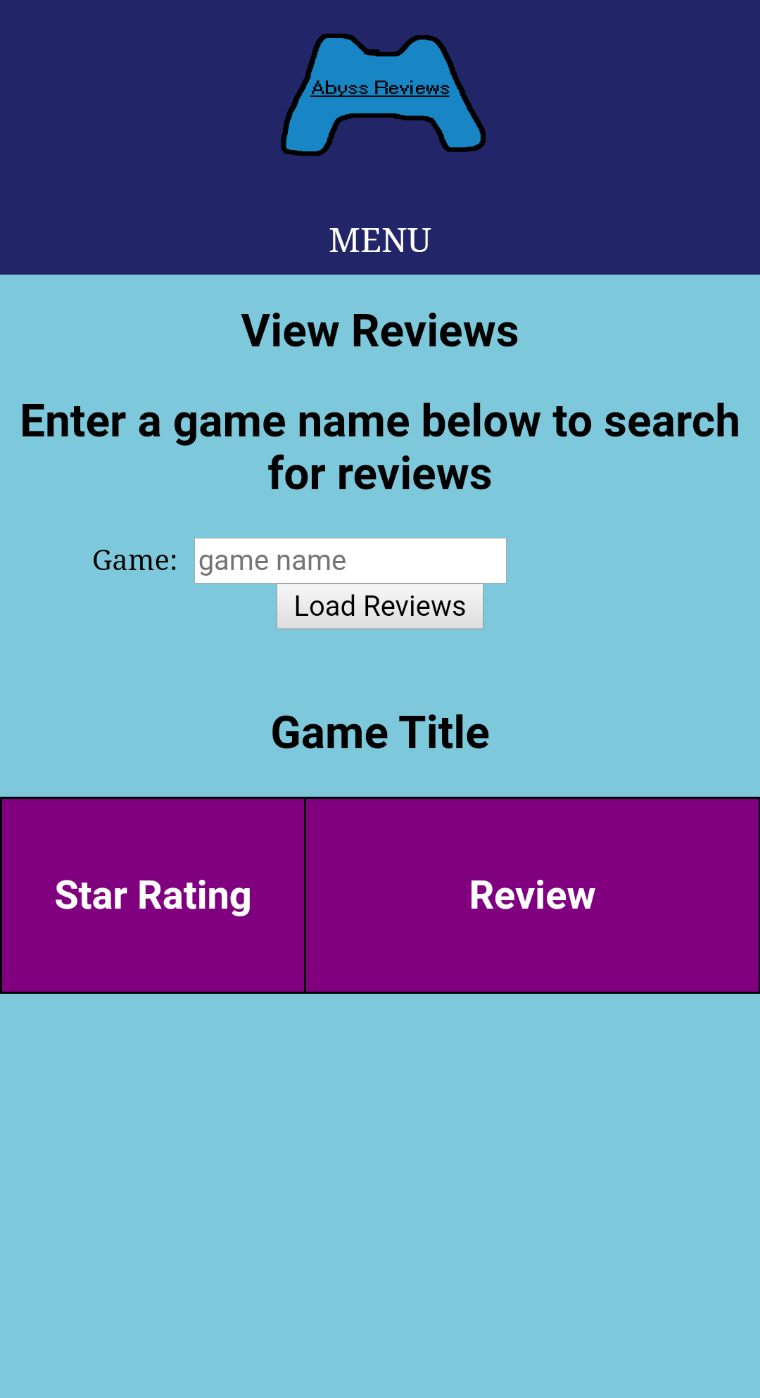 Abyss Reviews
MENU
View Reviews
Enter a game name below to search
for reviews
Game: game name
Load Reviews
Game Title
Star Rating Review